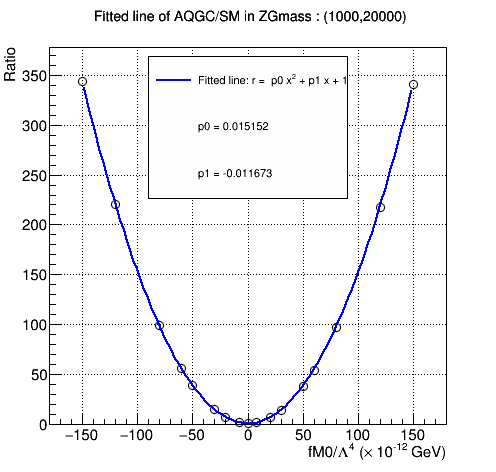 Fitted line of AQGC/SM in ZGmass : (1000,20000)
Ratio
Fitted line: r = p0 x² + p1 x + 1
p0 = 0.015152
p1 = -0.011673
350
300
250
200
150
100
50
0
−150 −100 −50 0 50 100 150
fM0/Λ⁴ (× 10⁻¹² GeV)